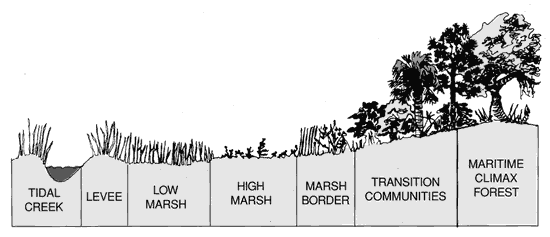 TIDAL
CREEK
LEVEE
LOW
MARSH
HIGH
MARSH
MARSH
BORDER
TRANSITION
COMMUNITIES
MARITIME
CLIMAX
FOREST